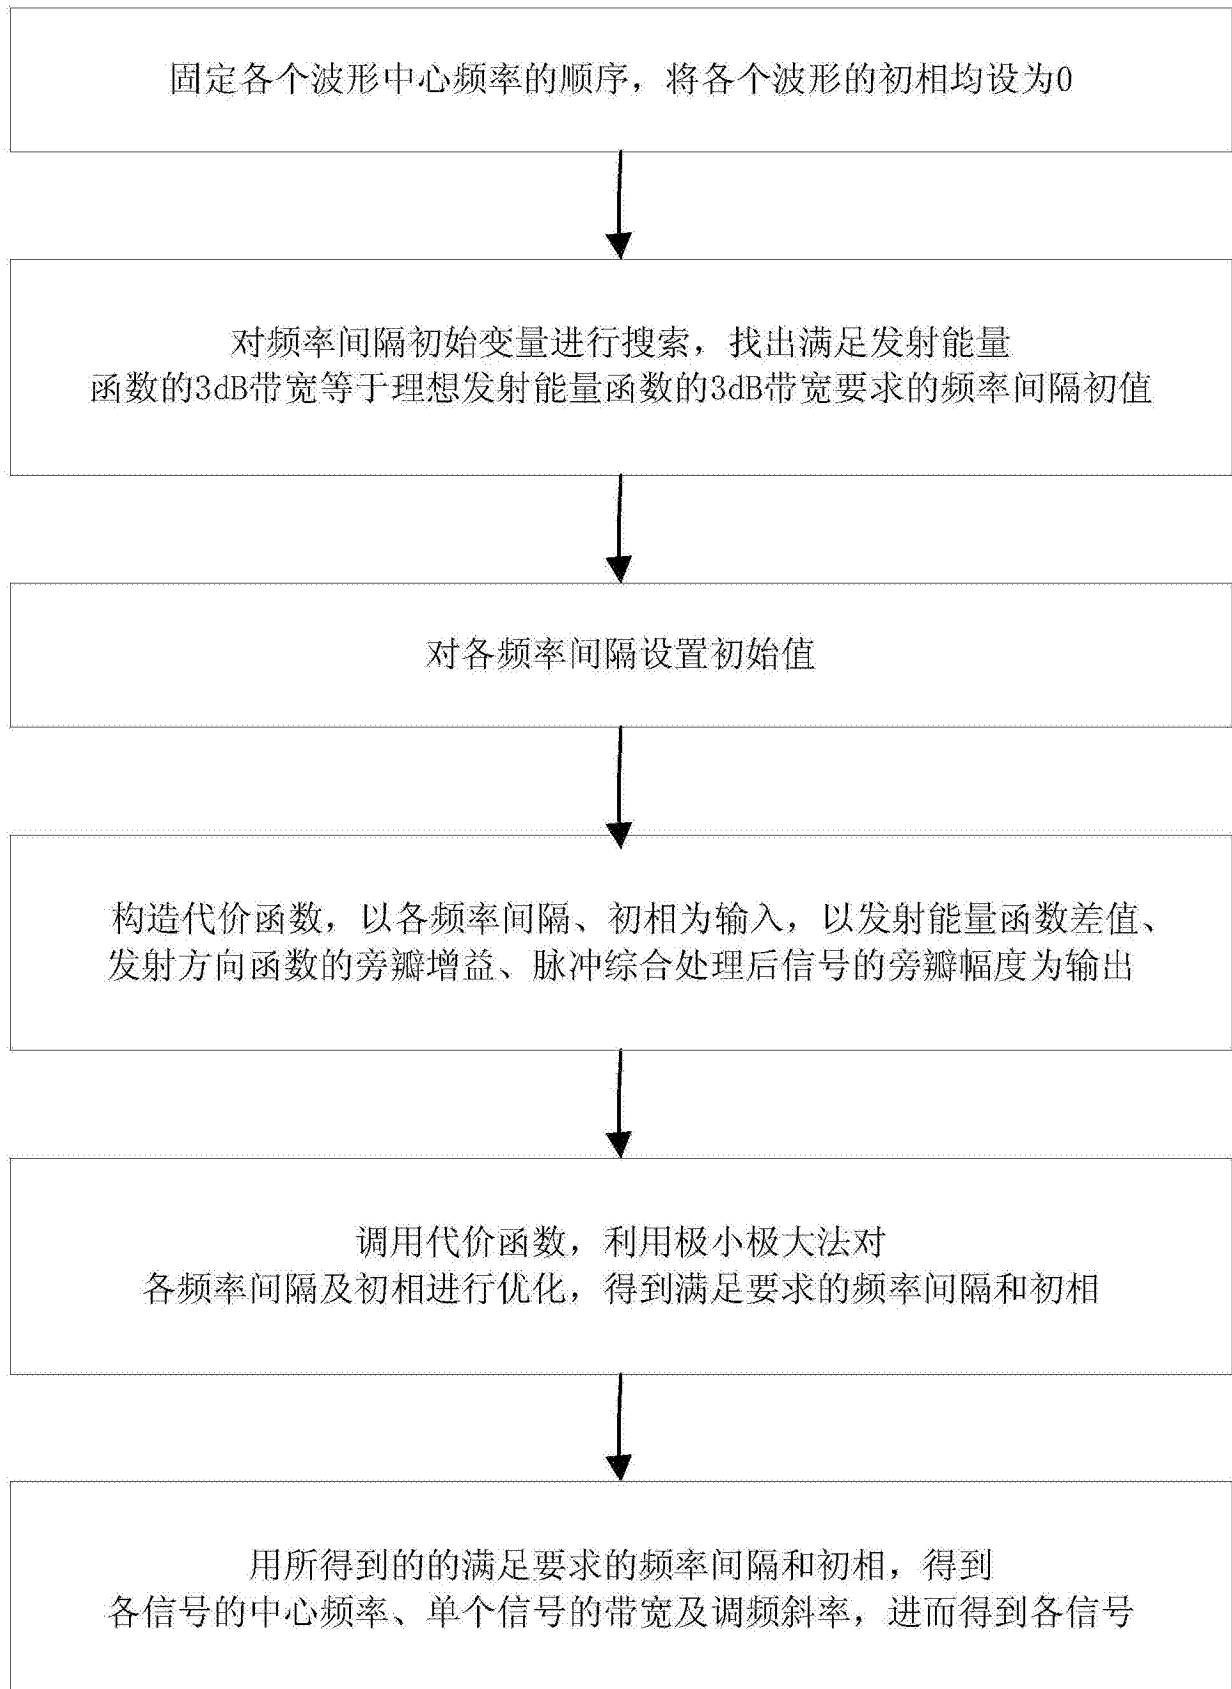 固定各个波形中心频率的顺序，将各个波形的初相均设为0
对频率间隔初始变量进行搜索，找出满足发射能量
函数的3dB带宽等于理想发射能量函数的3dB带宽要求的频率间隔初值
对各频率间隔设置初始值
构造代价函数，以各频率间隔、初相为输入，以发射能量函数差值、
发射方向函数的旁瓣增益、脉冲综合处理后信号的旁瓣幅度为输出
调用代价函数，利用极小极大法对
各频率间隔及初相进行优化，得到满足要求的频率间隔和初相
用所得到的的满足要求的频率间隔和初相，得到
各信号的中心频率、单个信号的带宽及调频斜率，进而得到各信号